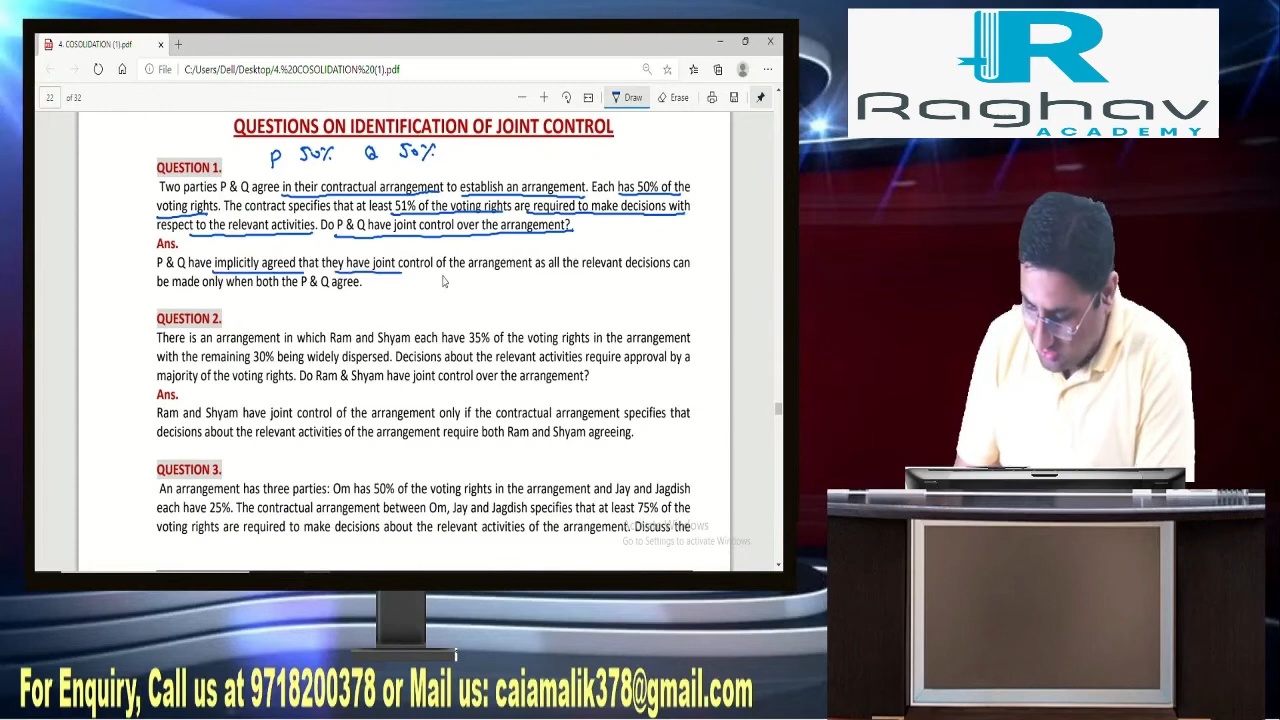 4. COSOLIDATION (1).pdf
File
C:/Users/Dell/Desktop/4.%20COSOLIDATION%20(1).pdf
22 of 32
Draw
Erase
QUESTIONS ON IDENTIFICATION OF JOINT CONTROL
P 50% Q 50%
QUESTION 1.
Two parties P & Q agree in their contractual arrangement to establish an arrangement. Each has 50% of the
voting rights. The contract specifies that at least 51% of the voting rights are required to make decisions with
respect to the relevant activities. Do P & Q have joint control over the arrangement?
Ans.
P & Q have implicitly agreed that they have joint control of the arrangement as all the relevant decisions can
be made only when both the P & Q agree.
QUESTION 2.
There is an arrangement in which Ram and Shyam each have 35% of the voting rights in the arrangement
with the remaining 30% being widely dispersed. Decisions about the relevant activities require approval by a
majority of the voting rights. Do Ram & Shyam have joint control over the arrangement?
Ans.
Ram and Shyam have joint control of the arrangement only if the contractual arrangement specifies that
decisions about the relevant activities of the arrangement require both Ram and Shyam agreeing.
QUESTION 3.
An arrangement has three parties: Om has 50% of the voting rights in the arrangement and Jay and Jagdish
each have 25%. The contractual arrangement between Om, Jay and Jagdish specifies that at least 75% of the
voting rights are required to make decisions about the relevant activities of the arrangement. Discuss the
Activate Windows
Go to Settings to activate Windows.
R
Raghav
ACADEMY
For Enquiry, Call us at 9718200378 or Mail us: caiamalik378@gmail.com